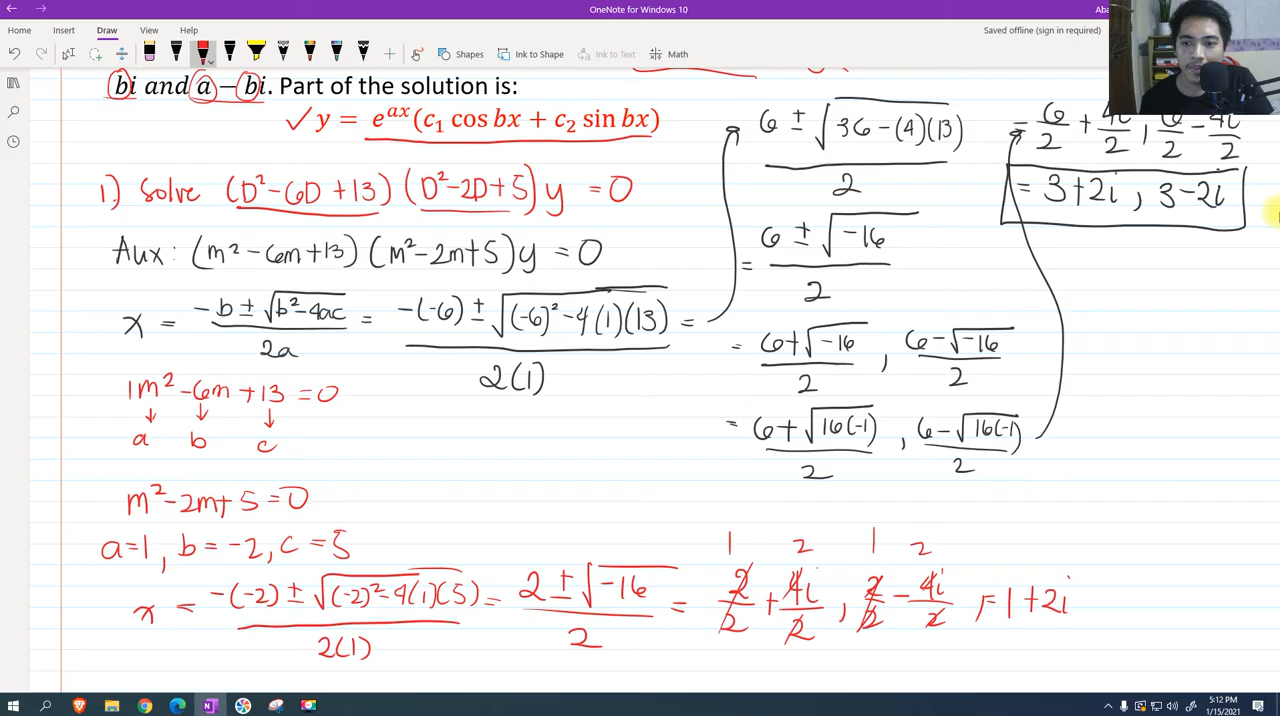 OneNote for Windows 10
Home Insert Draw View Help
Saved offline (sign in required)
Shapes Ink to Shape Ink to Text Math
bi and a − bi. Part of the solution is:
✓ y = e^{ax}(c₁ cos bx + c₂ sin bx)
1.) Solve (D²-6D+13)(D²-2D+5)y = 0
Aux: (m²-6m+13)(m²-2m+5)y = 0
x = (-b ± √(b²-4ac))/2a = (-(-6) ± √((-6)²-4(1)(13)))/2(1) =
1m²-6m+13=0
a b c
m²-2m+5=0
a=1, b=-2, c=5
x = (-(-2) ± √((-2)²-4(1)(5)))/2(1) = (2 ± √-16)/2 = 2/2 + 4i/2, 2/2 - 4i/2, = 1+2i
1 2 1 2
(6 ± √(36-(4)(13)))/2
= (6 ± √-16)/2
= (6+√-16)/2, (6-√-16)/2
= (6+√16(-1))/2, (6-√16(-1))/2
= 6/2 + 4i/2, 6/2 - 4i/2
= 3+2i, 3-2i
5:12 PM
1/15/2021